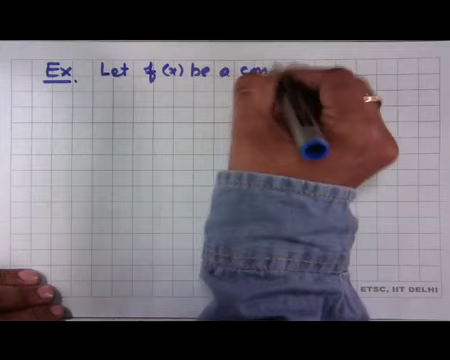 Ex. Let f(x) be a
ETSC, IIT DELHI